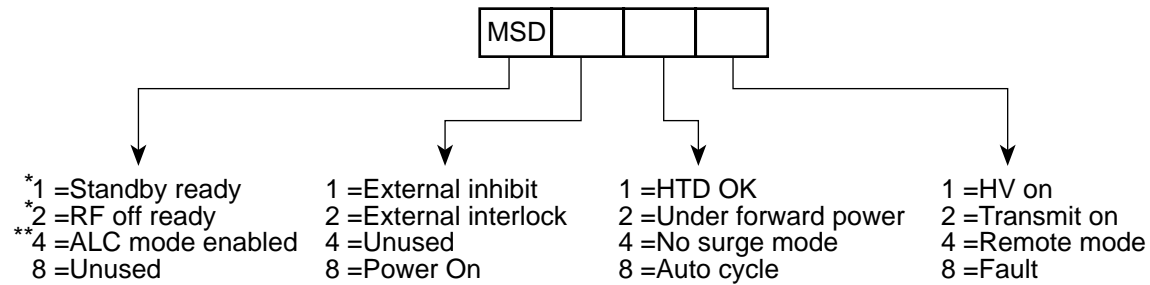 MSD
*1 =Standby ready
*2 =RF off ready
**4 =ALC mode enabled
8 =Unused
1 =External inhibit
2 =External interlock
4 =Unused
8 =Power On
1 =HTD OK
2 =Under forward power
4 =No surge mode
8 =Auto cycle
1 =HV on
2 =Transmit on
4 =Remote mode
8 =Fault